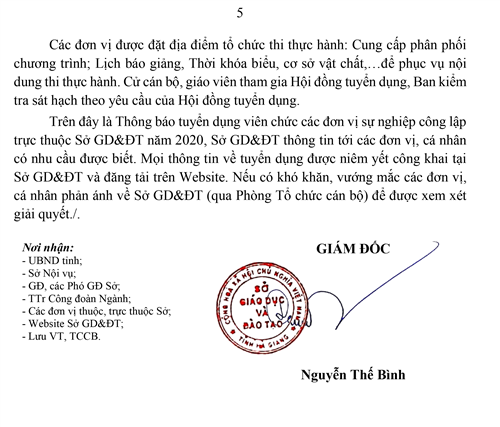 5
Các đơn vị được đặt địa điểm tổ chức thi thực hành: Cung cấp phân phối
chương trình; Lịch báo giảng, Thời khóa biểu, cơ sở vật chất,…để phục vụ nội
dung thi thực hành. Cử cán bộ, giáo viên tham gia Hội đồng tuyển dụng, Ban kiểm
tra sát hạch theo yêu cầu của Hội đồng tuyển dụng.
Trên đây là Thông báo tuyển dụng viên chức các đơn vị sự nghiệp công lập
trực thuộc Sở GD&ĐT năm 2020, Sở GD&ĐT thông tin tới các đơn vị, cá nhân
có nhu cầu được biết. Mọi thông tin về tuyển dụng được niêm yết công khai tại
Sở GD&ĐT và đăng tải trên Website. Nếu có khó khăn, vướng mắc các đơn vị,
cá nhân phản ánh về Sở GD&ĐT (qua Phòng Tổ chức cán bộ) để được xem xét
giải quyết./.
Nơi nhận:
- UBND tỉnh;
- Sở Nội vụ;
- GĐ, các Phó GĐ Sở;
- TTr Công đoàn Ngành;
- Các đơn vị thuộc, trực thuộc Sở;
- Website Sở GD&ĐT;
- Lưu VT, TCCB.
GIÁM ĐỐC
CỘNG HOÀ XÃ HỘI CHỦ NGHĨA VIỆT NAM
SỞ
GIÁO DỤC
VÀ
ĐÀO TẠO
TỈNH HÀ GIANG
Nguyễn Thế Bình